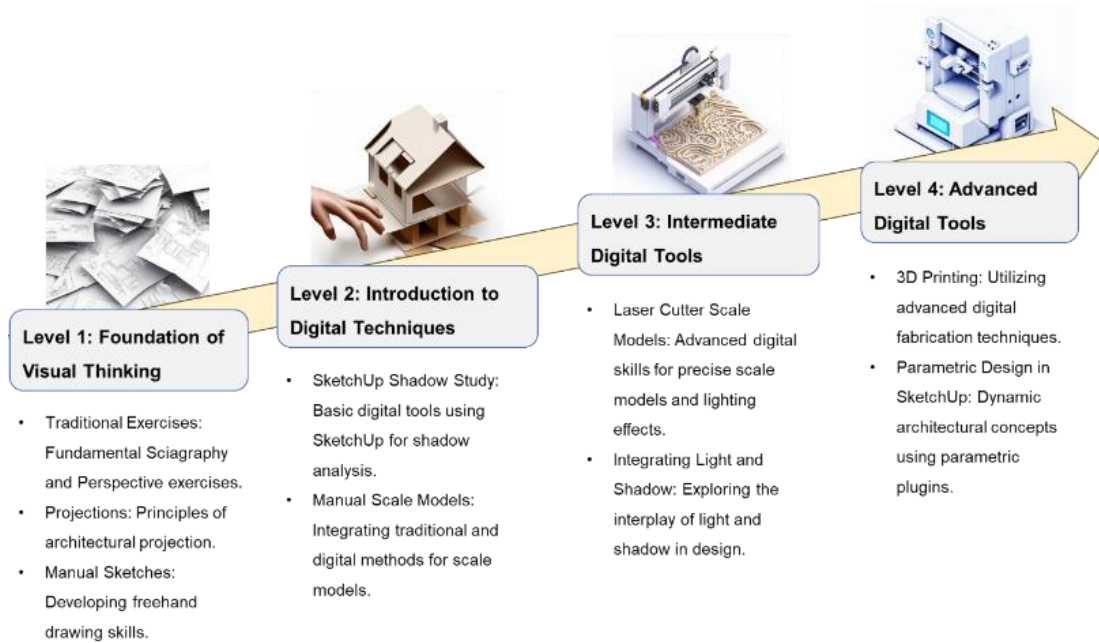 Level 1: Foundation of
Visual Thinking
• Traditional Exercises:
Fundamental Sciagraphy
and Perspective exercises.
• Projections: Principles of
architectural projection.
• Manual Sketches:
Developing freehand
drawing skills.
Level 2: Introduction to
Digital Techniques
• SketchUp Shadow Study:
Basic digital tools using
SketchUp for shadow
analysis.
• Manual Scale Models:
Integrating traditional and
digital methods for scale
models.
Level 3: Intermediate
Digital Tools
• Laser Cutter Scale
Models: Advanced digital
skills for precise scale
models and lighting
effects.
• Integrating Light and
Shadow: Exploring the
interplay of light and
shadow in design.
Level 4: Advanced
Digital Tools
• 3D Printing: Utilizing
advanced digital
fabrication techniques.
• Parametric Design in
SketchUp: Dynamic
architectural concepts
using parametric
plugins.